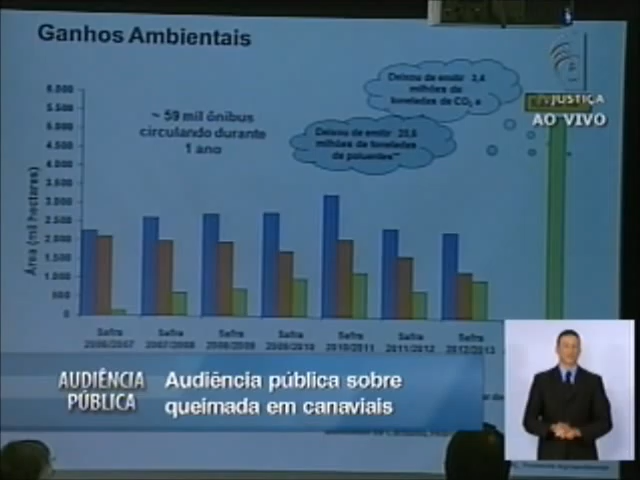 Ganhos Ambientais
~ 59 mil ônibus
circulando durante
1 ano
Deixou de emitir 3,4
milhões de
toneladas de CO₂ e
Deixou de emitir 20,6
milhões de toneladas
de poluentes**
JUSTIÇA
AO VIVO
Área (mil hectares)
6.000
5.500
5.000
4.500
4.000
3.500
3.000
2.500
2.000
1.500
1.000
500
0
Safra
2006/2007
Safra
2007/2008
Safra
2008/2009
Safra
2009/2010
Safra
2010/2011
Safra
2011/2012
Safra
2012/2013
AUDIÊNCIA
PÚBLICA
Audiência pública sobre
queimada em canaviais